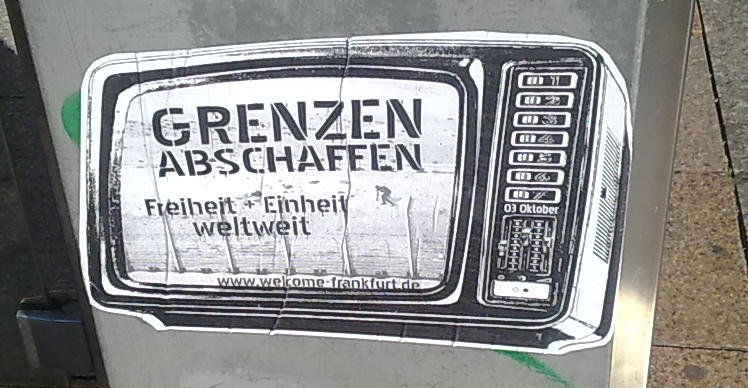 GRENZEN
ABSCHAFFEN
Freiheit + Einheit
weltweit
www.welcome-frankfurt.de
03 Oktober